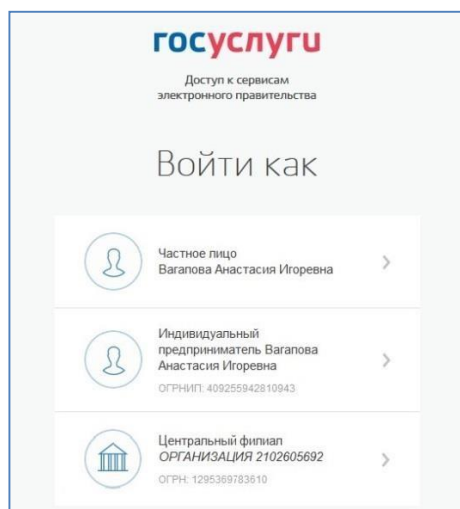 госуслуги
Доступ к сервисам
электронного правительства
Войти как
Частное лицо
Вагапова Анастасия Игоревна
Индивидуальный
предприниматель Вагапова
Анастасия Игоревна
ОГРНИП: 409255942810943
Центральный филиал
ОРГАНИЗАЦИЯ 2102605692
ОГРН: 1295369783610